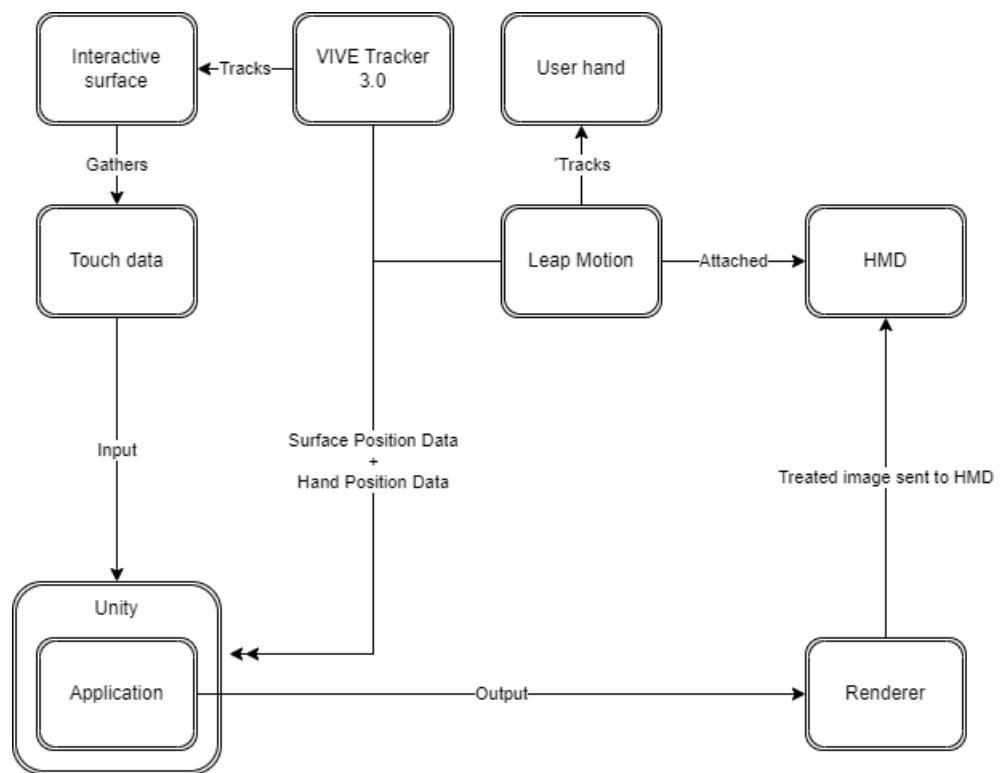 Interactive
surface
Tracks
VIVE Tracker
3.0
User hand
Gathers
'Tracks
Touch data
Leap Motion
Attached
HMD
Input
Surface Position Data
+
Hand Position Data
Treated image sent to HMD
Unity
Application
Output
Renderer